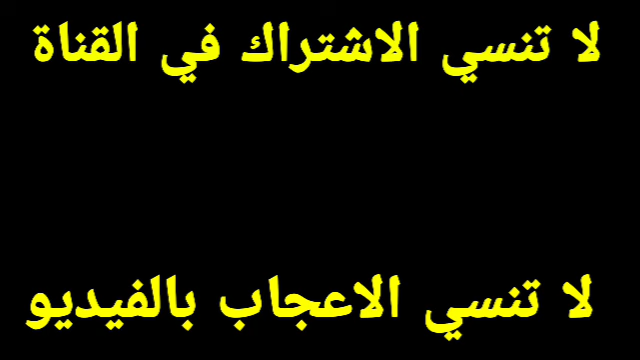 لا تنسي الاشتراك في القناة
لا تنسي الاعجاب بالفيديو